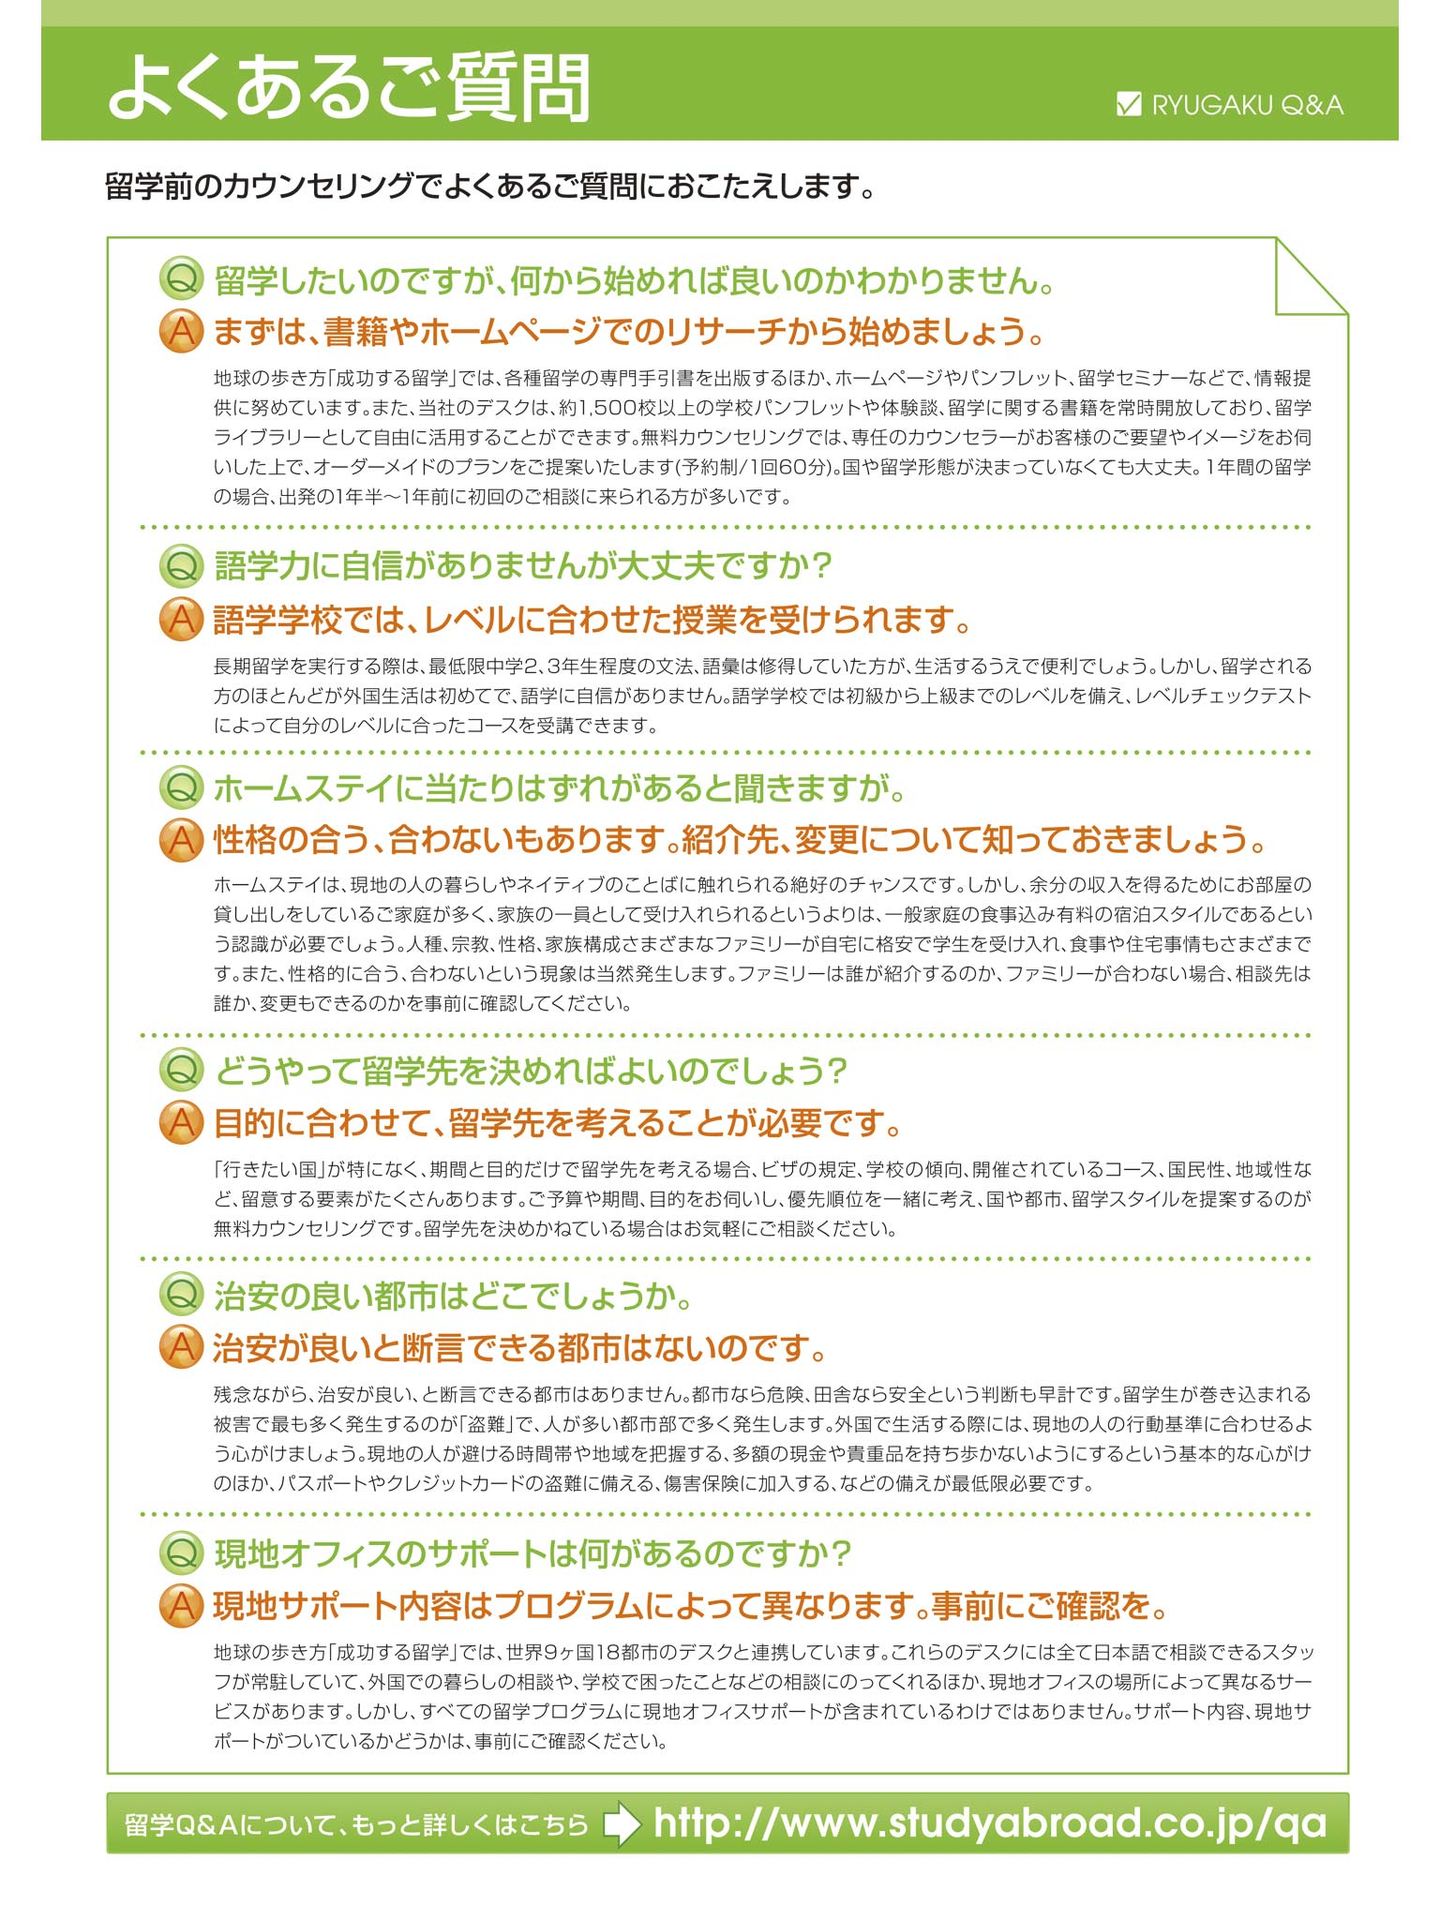 よくあるご質問
RYUGAKU Q&A
留学前のカウンセリングでよくあるご質問におこたえします。
Q 留学したいのですが、何から始めれば良いのかわかりません。
A まずは、書籍やホームページでのリサーチから始めましょう。
地球の歩き方「成功する留学」では、各種留学の専門手引書を出版するほか、ホームページやパンフレット、留学セミナーなどで、情報提
供に努めています。また、当社のデスクは、約1,500校以上の学校パンフレットや体験談、留学に関する書籍を常時開放しており、留学
ライブラリーとして自由に活用することができます。無料カウンセリングでは、専任のカウンセラーがお客様のご要望やイメージをお伺
いした上で、オーダーメイドのプランをご提案いたします(予約制/1回60分)。国や留学形態が決まっていなくても大丈夫。1年間の留学
の場合、出発の1年半〜1年前に初回のご相談に来られる方が多いです。
Q 語学力に自信がありませんが大丈夫ですか?
A 語学学校では、レベルに合わせた授業を受けられます。
長期留学を実行する際は、最低限中学2、3年生程度の文法、語彙は修得していた方が、生活するうえで便利でしょう。しかし、留学される
方のほとんどが外国生活は初めてで、語学に自信がありません。語学学校では初級から上級までのレベルを備え、レベルチェックテスト
によって自分のレベルに合ったコースを受講できます。
Q ホームステイに当たりはずれがあると聞きますが。
A 性格の合う、合わないもあります。紹介先、変更について知っておきましょう。
ホームステイは、現地の人の暮らしやネイティブのことばに触れられる絶好のチャンスです。しかし、余分の収入を得るためにお部屋の
貸し出しをしているご家庭が多く、家族の一員として受け入れられるというよりは、一般家庭の食事込み有料の宿泊スタイルであるとい
う認識が必要でしょう。人種、宗教、性格、家族構成さまざまなファミリーが自宅に格安で学生を受け入れ、食事や住宅事情もさまざまで
す。また、性格的に合う、合わないという現象は当然発生します。ファミリーは誰が紹介するのか、ファミリーが合わない場合、相談先は
誰か、変更もできるのかを事前に確認してください。
Q どうやって留学先を決めればよいのでしょう?
A 目的に合わせて、留学先を考えることが必要です。
「行きたい国」が特になく、期間と目的だけで留学先を考える場合、ビザの規定、学校の傾向、開催されているコース、国民性、地域性な
ど、留意する要素がたくさんあります。ご予算や期間、目的をお伺いし、優先順位を一緒に考え、国や都市、留学スタイルを提案するのが
無料カウンセリングです。留学先を決めかねている場合はお気軽にご相談ください。
Q 治安の良い都市はどこでしょうか。
A 治安が良いと断言できる都市はないのです。
残念ながら、治安が良い、と断言できる都市はありません。都市なら危険、田舎なら安全という判断も早計です。留学生が巻き込まれる
被害で最も多く発生するのが「盗難」で、人が多い都市部で多く発生します。外国で生活する際には、現地の人の行動基準に合わせるよ
う心がけましょう。現地の人が避ける時間帯や地域を把握する、多額の現金や貴重品を持ち歩かないようにするという基本的な心がけ
のほか、パスポートやクレジットカードの盗難に備える、傷害保険に加入する、などの備えが最低限必要です。
Q 現地オフィスのサポートは何があるのですか?
A 現地サポート内容はプログラムによって異なります。事前にご確認を。
地球の歩き方「成功する留学」では、世界9ヶ国18都市のデスクと連携しています。これらのデスクには全て日本語で相談できるスタッ
フが常駐していて、外国での暮らしの相談や、学校で困ったことなどの相談にのってくれるほか、現地オフィスの場所によって異なるサー
ビスがあります。しかし、すべての留学プログラムに現地オフィスサポートが含まれているわけではありません。サポート内容、現地サ
ポートがついているかどうかは、事前にご確認ください。
留学Q&Aについて、もっと詳しくはこちら http://www.studyabroad.co.jp/qa